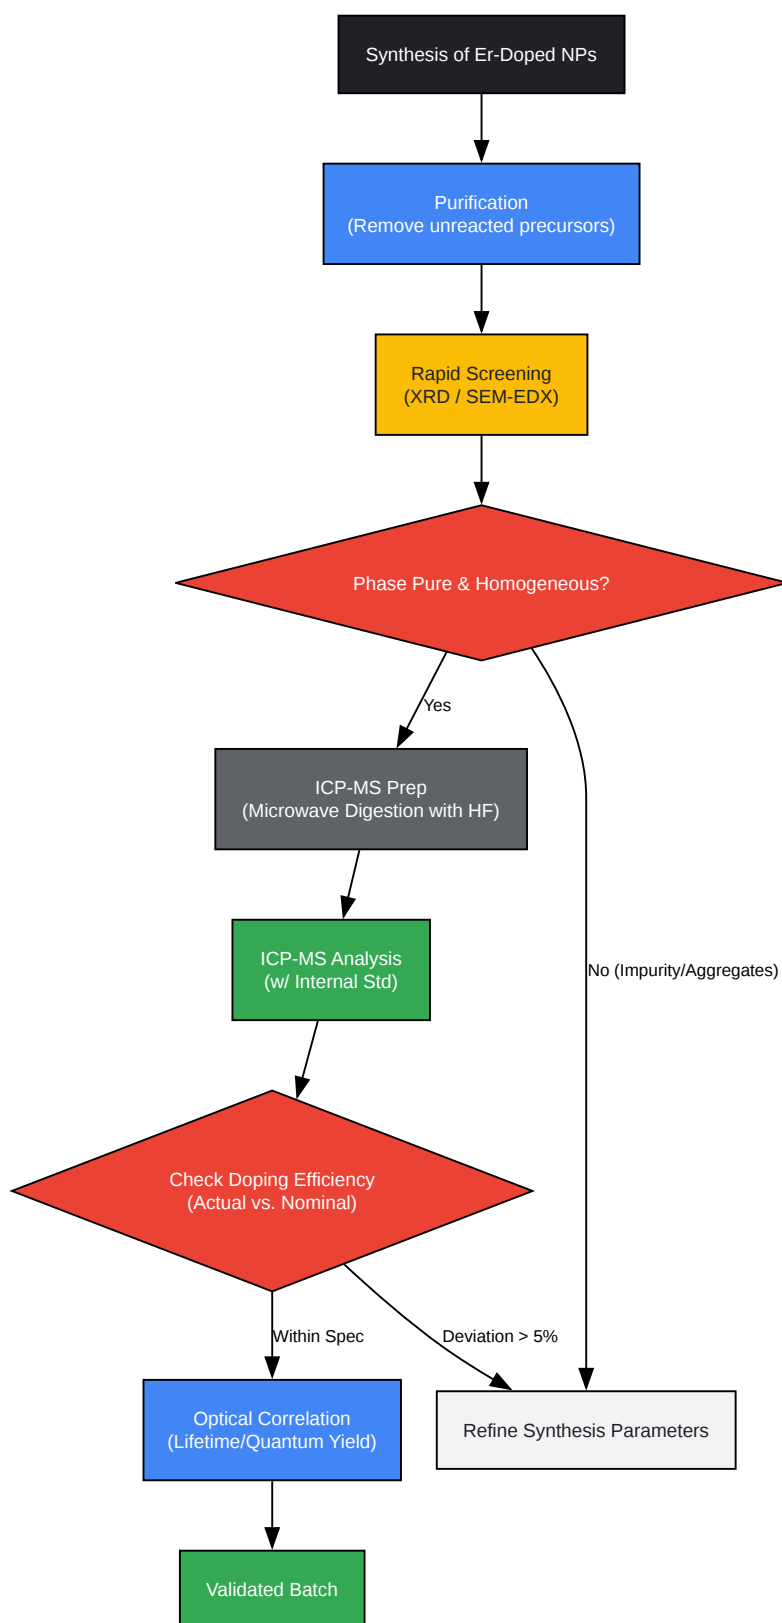 Synthesis of Er-Doped NPs
Purification
(Remove unreacted precursors)
Rapid Screening
(XRD / SEM-EDX)
Phase Pure & Homogeneous?
Yes
ICP-MS Prep
(Microwave Digestion with HF)
ICP-MS Analysis
(w/ Internal Std)
No (Impurity/Aggregates)
Check Doping Efficiency
(Actual vs. Nominal)
Within Spec
Deviation > 5%
Optical Correlation
(Lifetime/Quantum Yield)
Refine Synthesis Parameters
Validated Batch